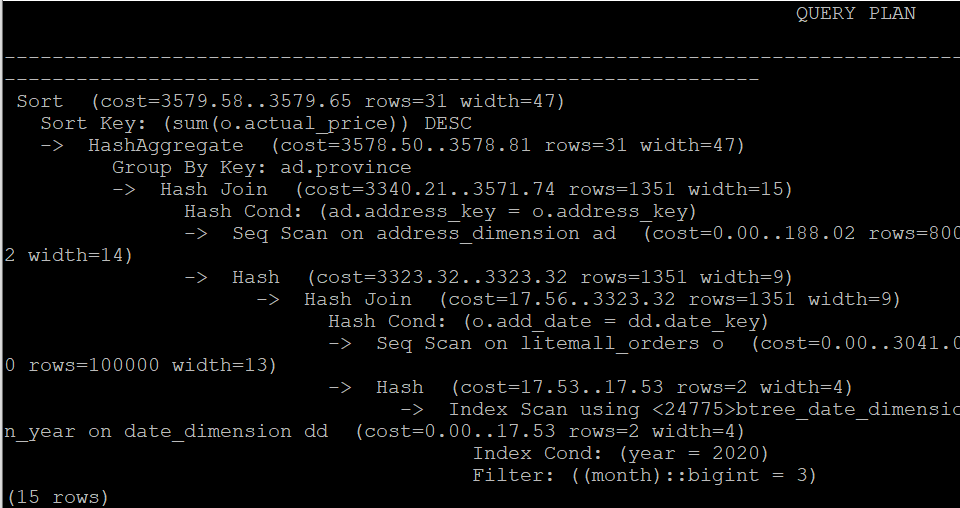 QUERY PLAN
--------------------------------------------------------------------------------
---------------------------------------------------------------
Sort  (cost=3579.58..3579.65 rows=31 width=47)
Sort Key: (sum(o.actual_price)) DESC
->  HashAggregate  (cost=3578.50..3578.81 rows=31 width=47)
Group By Key: ad.province
->  Hash Join  (cost=3340.21..3571.74 rows=1351 width=15)
Hash Cond: (ad.address_key = o.address_key)
->  Seq Scan on address_dimension ad  (cost=0.00..188.02 rows=800
2 width=14)
->  Hash  (cost=3323.32..3323.32 rows=1351 width=9)
->  Hash Join  (cost=17.56..3323.32 rows=1351 width=9)
Hash Cond: (o.add_date = dd.date_key)
->  Seq Scan on litemall_orders o  (cost=0.00..3041.0
0 rows=100000 width=13)
->  Hash  (cost=17.53..17.53 rows=2 width=4)
->  Index Scan using <24775>btree_date_dimensio
n_year on date_dimension dd  (cost=0.00..17.53 rows=2 width=4)
Index Cond: (year = 2020)
Filter: ((month)::bigint = 3)
(15 rows)